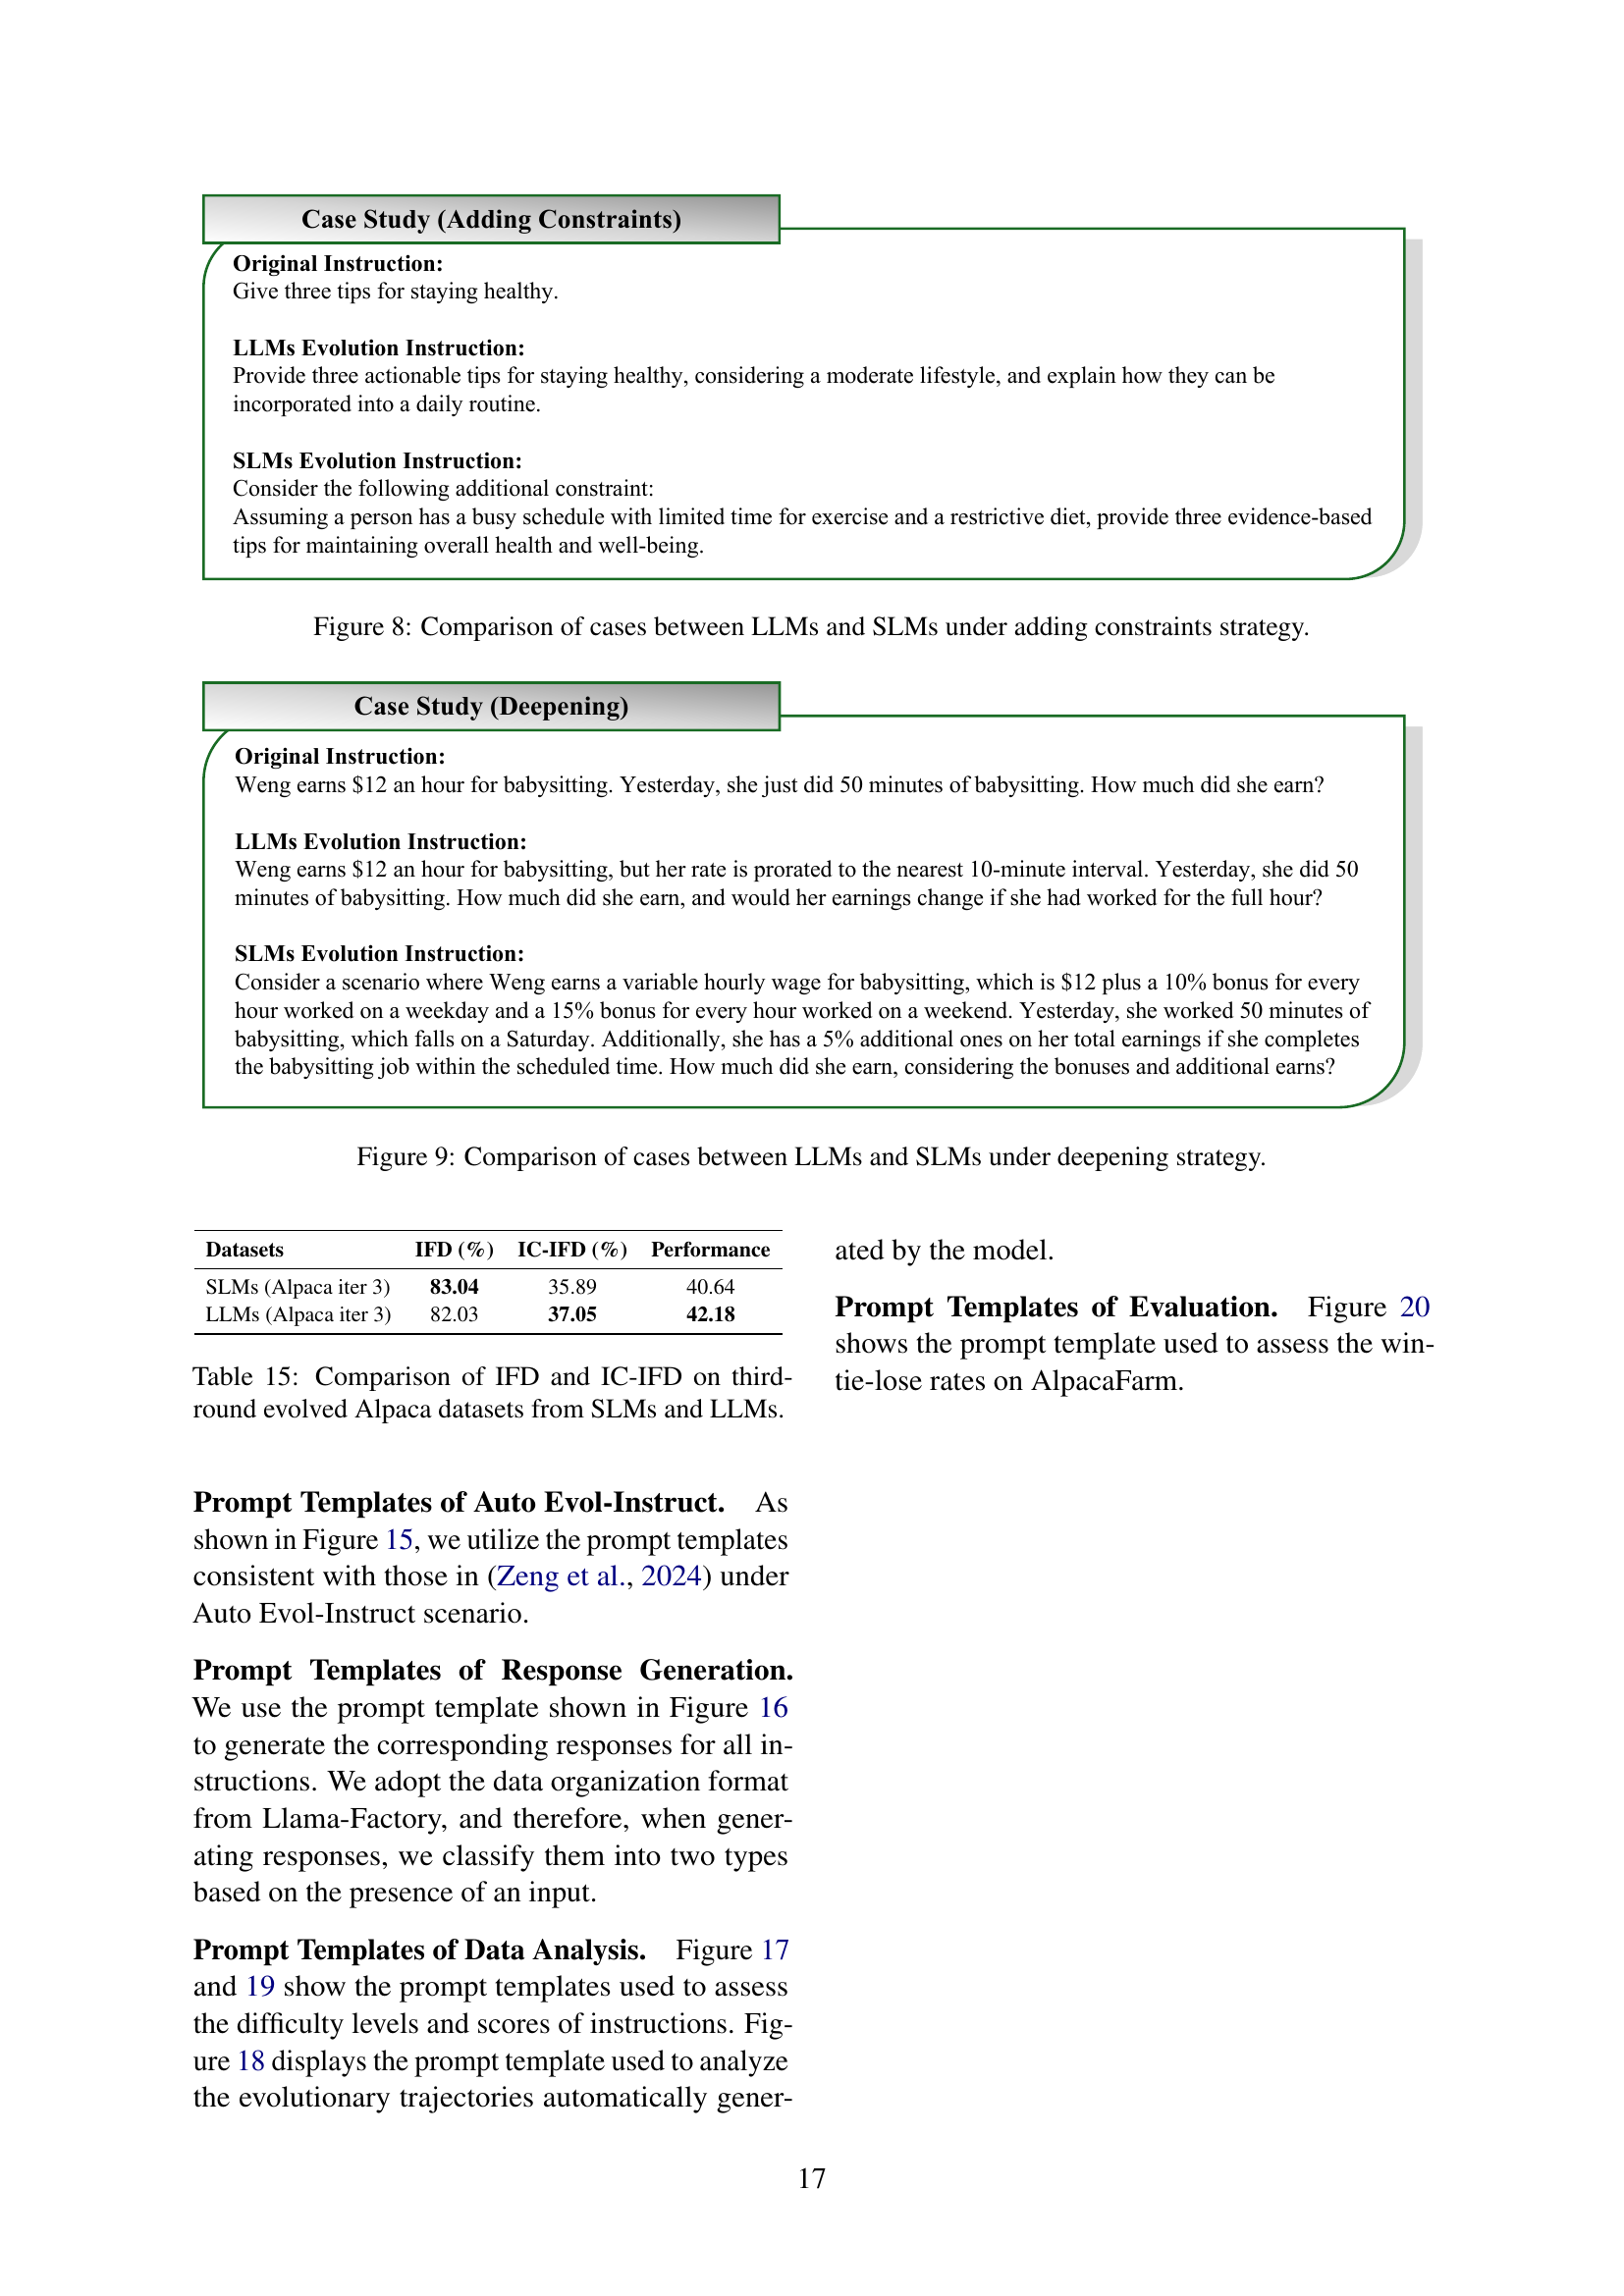 Case Study (Adding Constraints)
Original Instruction:
Give three tips for staying healthy.
LLMs Evolution Instruction:
Provide three actionable tips for staying healthy, considering a moderate lifestyle, and explain how they can be
incorporated into a daily routine.
SLMs Evolution Instruction:
Consider the following additional constraint:
Assuming a person has a busy schedule with limited time for exercise and a restrictive diet, provide three evidence-based
tips for maintaining overall health and well-being.
Figure 8: Comparison of cases between LLMs and SLMs under adding constraints strategy.
Case Study (Deepening)
Original Instruction:
Weng earns $12 an hour for babysitting. Yesterday, she just did 50 minutes of babysitting. How much did she earn?
LLMs Evolution Instruction:
Weng earns $12 an hour for babysitting, but her rate is prorated to the nearest 10-minute interval. Yesterday, she did 50
minutes of babysitting. How much did she earn, and would her earnings change if she had worked for the full hour?
SLMs Evolution Instruction:
Consider a scenario where Weng earns a variable hourly wage for babysitting, which is $12 plus a 10% bonus for every
hour worked on a weekday and a 15% bonus for every hour worked on a weekend. Yesterday, she worked 50 minutes of
babysitting, which falls on a Saturday. Additionally, she has a 5% additional ones on her total earnings if she completes
the babysitting job within the scheduled time. How much did she earn, considering the bonuses and additional earns?
Figure 9: Comparison of cases between LLMs and SLMs under deepening strategy.
Datasets IFD (%) IC-IFD (%) Performance
SLMs (Alpaca iter 3) 83.04 35.89 40.64
LLMs (Alpaca iter 3) 82.03 37.05 42.18
Table 15: Comparison of IFD and IC-IFD on third-
round evolved Alpaca datasets from SLMs and LLMs.
Prompt Templates of Auto Evol-Instruct. As
shown in Figure 15, we utilize the prompt templates
consistent with those in (Zeng et al., 2024) under
Auto Evol-Instruct scenario.
Prompt Templates of Response Generation.
We use the prompt template shown in Figure 16
to generate the corresponding responses for all in-
structions. We adopt the data organization format
from Llama-Factory, and therefore, when gener-
ating responses, we classify them into two types
based on the presence of an input.
Prompt Templates of Data Analysis. Figure 17
and 19 show the prompt templates used to assess
the difficulty levels and scores of instructions. Fig-
ure 18 displays the prompt template used to analyze
the evolutionary trajectories automatically gener-
ated by the model.
Prompt Templates of Evaluation. Figure 20
shows the prompt template used to assess the win-
tie-lose rates on AlpacaFarm.
17